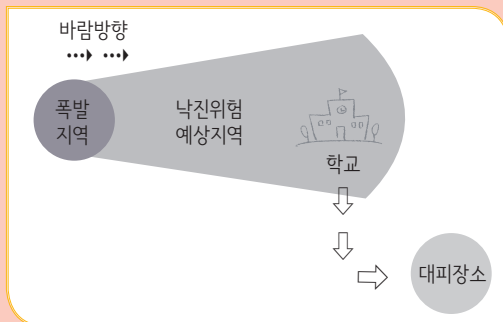 바람방향
폭발
지역
낙진위험
예상지역
학교
대피장소